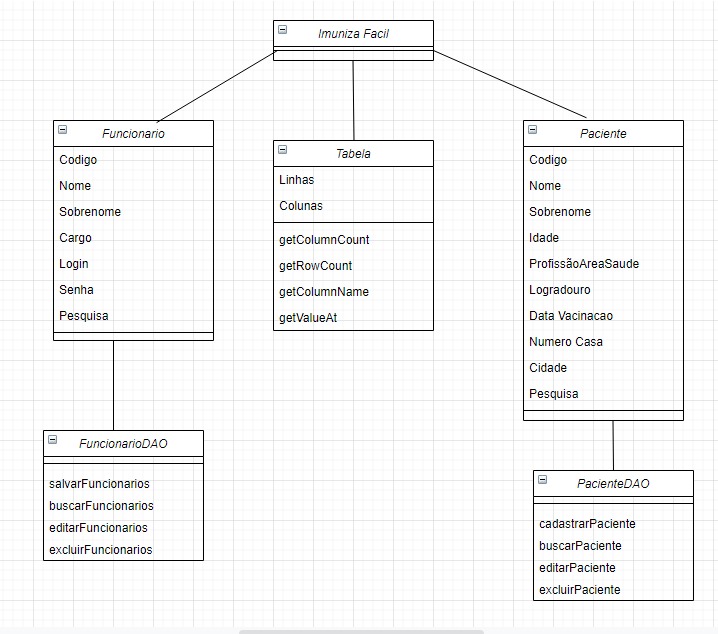 Imuniza Facil
Funcionario
Codigo
Nome
Sobrenome
Cargo
Login
Senha
Pesquisa
Tabela
Linhas
Colunas
getColumnCount
getRowCount
getColumnName
getValueAt
Paciente
Codigo
Nome
Sobrenome
Idade
ProfissãoAreaSaude
Logradouro
Data Vacinacao
Numero Casa
Cidade
Pesquisa
FuncionarioDAO
salvarFuncionarios
buscarFuncionarios
editarFuncionarios
excluirFuncionarios
PacienteDAO
cadastrarPaciente
buscarPaciente
editarPaciente
excluirPaciente